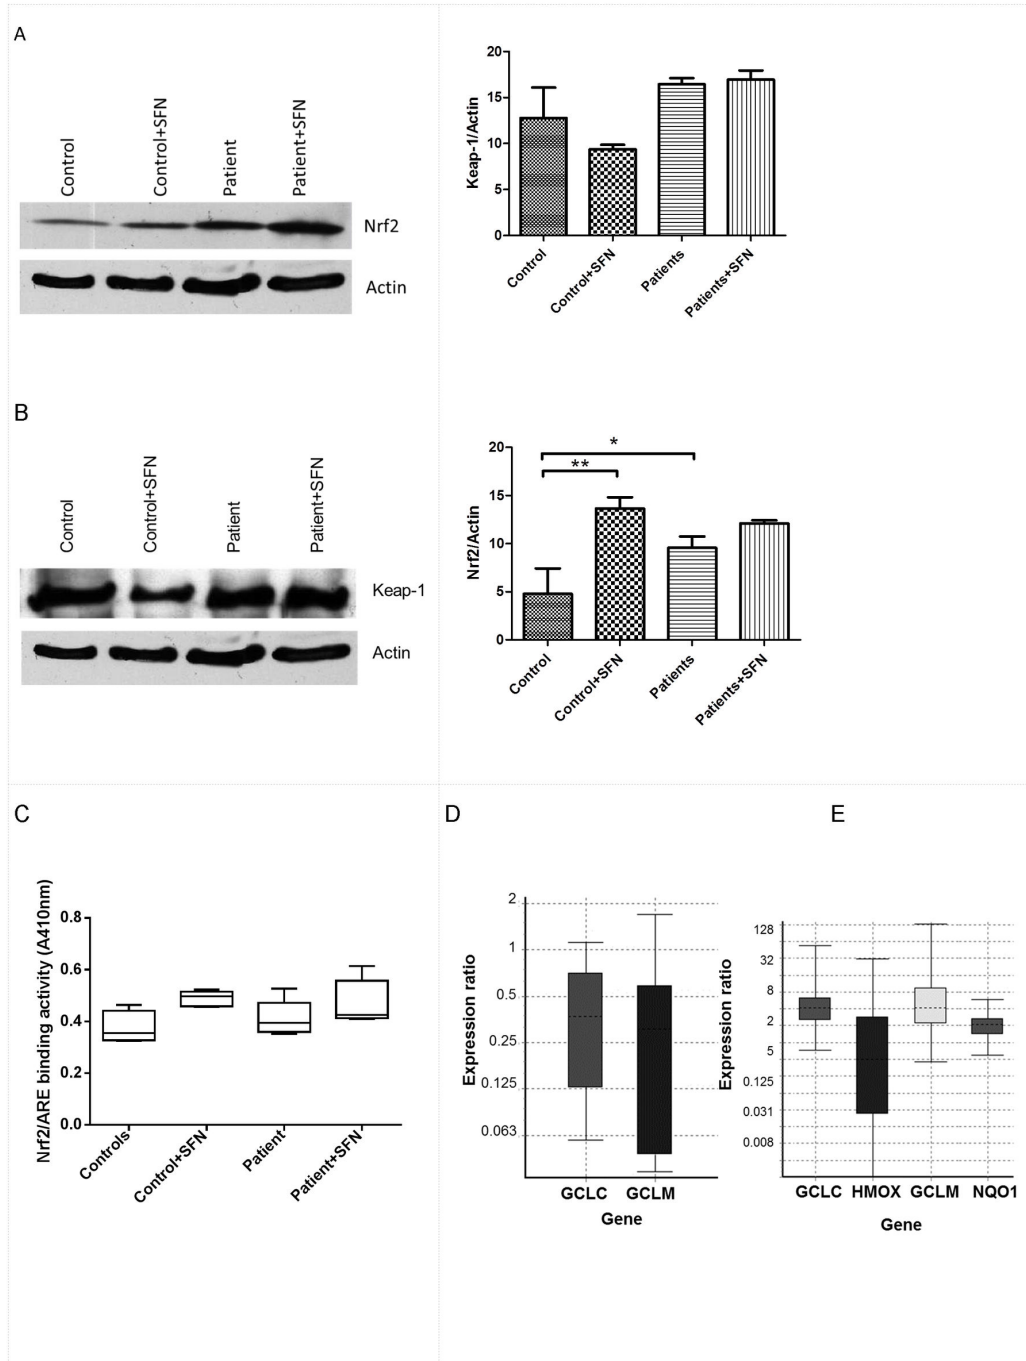 A
Control
Control+SFN
Patient
Patient+SFN
Nrf2
Actin
Keap-1/Actin
20
15
10
5
0
Control
Control+SFN
Patients
Patients+SFN
B
Control
Control+SFN
Patient
Patient+SFN
Keap-1
Actin
Nrf2/Actin
20
15
10
5
0
*
**
Control
Control+SFN
Patients
Patients+SFN
C
Nrf2/ARE binding activity (A410nm)
0.8
0.6
0.4
0.2
0.0
Controls
Control+SFN
Patient
Patient+SFN
D
Expression ratio
2
1
0.5
0.25
0.125
0.063
GCLC GCLM
Gene
E
Expression ratio
128
32
8
2
5
0.125
0.031
0.008
GCLC HMOX GCLM NQO1
Gene